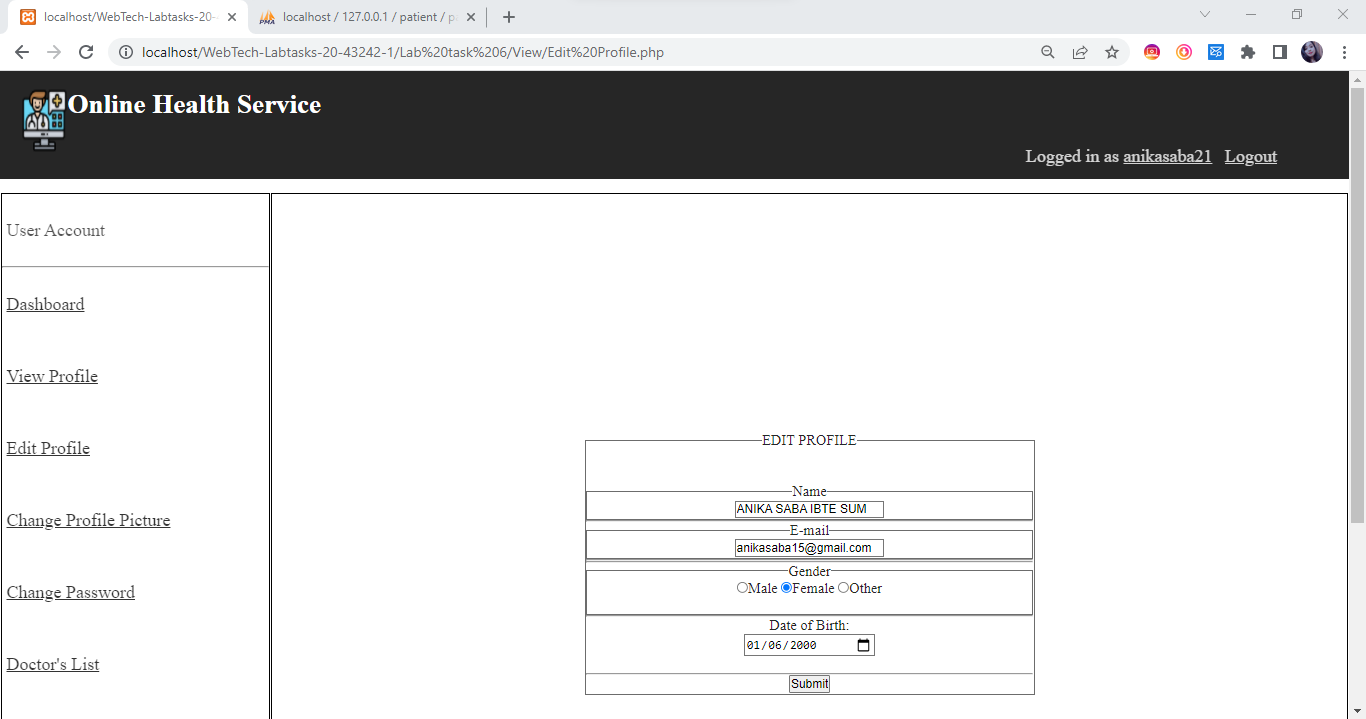 localhost/WebTech-Labtasks-20-
localhost / 127.0.0.1 / patient / p
localhost/WebTech-Labtasks-20-43242-1/Lab%20task%206/View/Edit%20Profile.php
Online Health Service
Logged in as anikasaba21 Logout
User Account
Dashboard
View Profile
Edit Profile
Change Profile Picture
Change Password
Doctor's List
EDIT PROFILE
Name
ANIKA SABA IBTE SUM
E-mail
anikasaba15@gmail.com
Gender
Male Female Other
Date of Birth:
01/06/2000
Submit